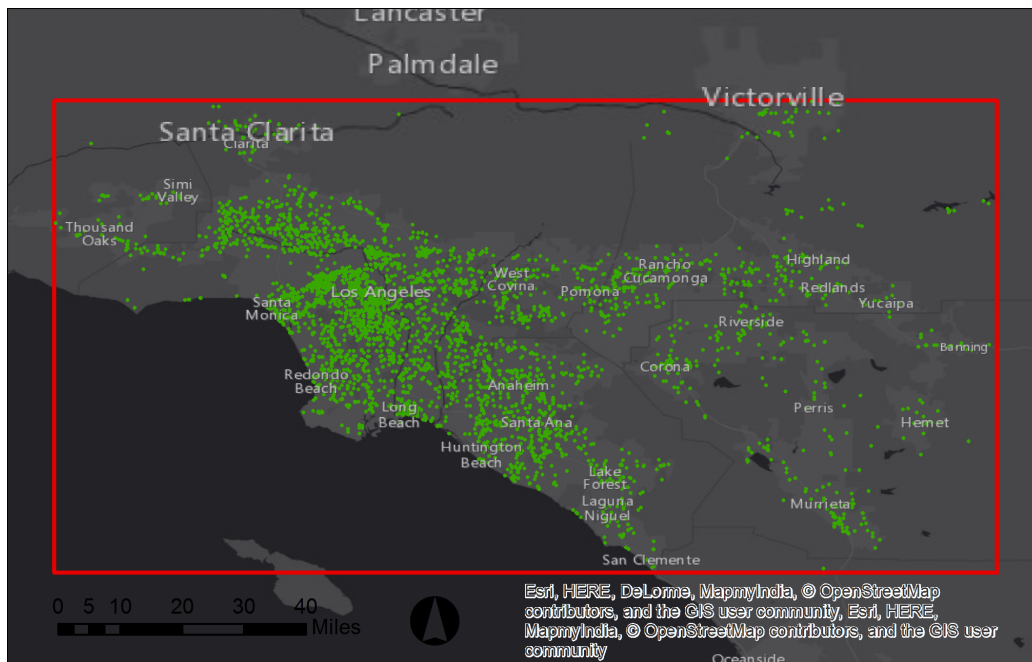 Lancaster
Palmdale
Victorville
Santa Clarita
Clarita
Simi
Valley
Thousand
Oaks
Highland
Rancho
Cucamonga
West
Covina
Pomona
Redlands
Los Angeles
Yucaipa
Santa
Monica
Riverside
Banning
Corona
Redondo
Beach
Anaheim
Perris
Long
Beach
Santa Ana
Hemet
Huntington
Beach
Lake
Forest
Laguna
Niguel
Murrieta
San Clemente
0 5 10 20 30 40
Miles
Esri, HERE, DeLorme, MapmyIndia, © OpenStreetMap
contributors, and the GIS user community, Esri, HERE,
MapmyIndia, © OpenStreetMap contributors, and the GIS user
community
Oceanside